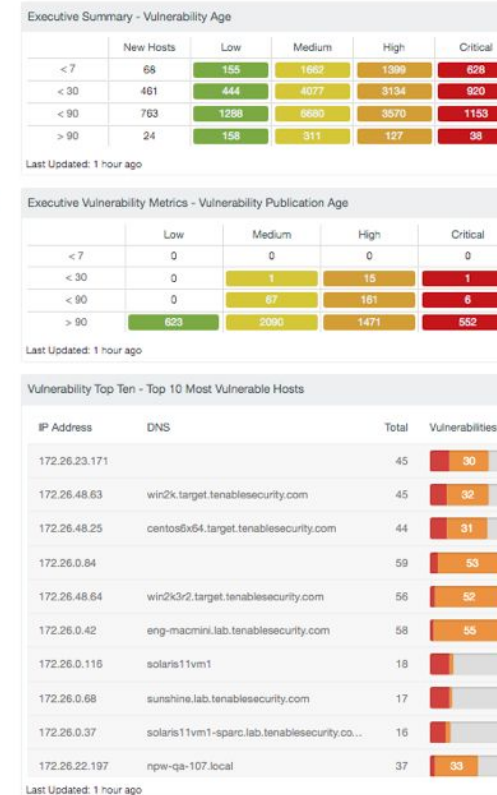 Executive Summary - Vulnerability Age
New Hosts Low Medium High Critical
< 7 68 155 1662 1399 628
< 30 461 444 4077 3134 920
< 90 763 1288 6680 3570 1153
> 90 24 158 311 127 38
Last Updated: 1 hour ago
Executive Vulnerability Metrics - Vulnerability Publication Age
Low Medium High Critical
< 7 0 0 0 0
< 30 0 1 15 1
< 90 0 67 161 6
> 90 623 2090 1471 552
Last Updated: 1 hour ago
Vulnerability Top Ten - Top 10 Most Vulnerable Hosts
IP Address DNS Total Vulnerabilities
172.26.23.171 45 30
172.26.48.63 win2k.target.tenablesecurity.com 45 32
172.26.48.25 centos6x64.target.tenablesecurity.com 44 31
172.26.0.84 59 53
172.26.48.64 win2k3r2.target.tenablesecurity.com 56 52
172.26.0.42 eng-macmini.lab.tenablesecurity.com 58 55
172.26.0.116 solaris11vm1 18
172.26.0.68 sunshine.lab.tenablesecurity.com 17
172.26.0.37 solaris11vm1-sparc.lab.tenablesecurity.co... 16
172.26.22.197 npw-qa-107.local 37 33
Last Updated: 1 hour ago